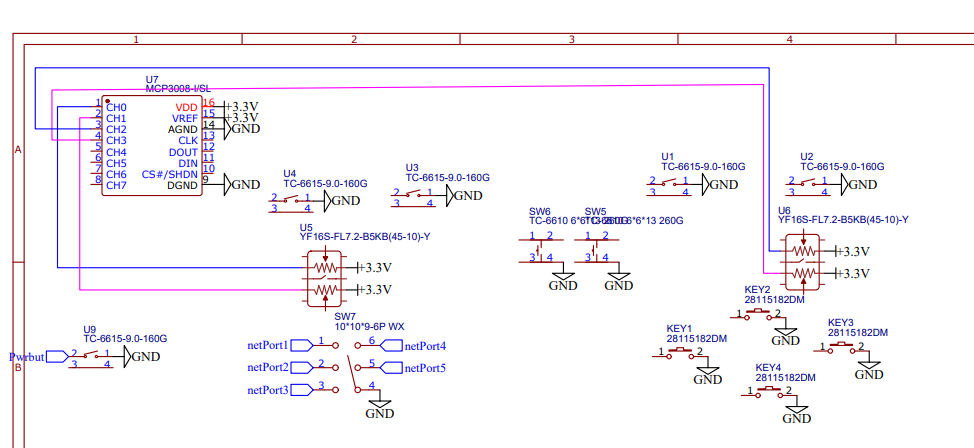 1 2 3 4
A
B
U7
MCP3008-I/SL
1 CH0 VDD 16 +3.3V
2 CH1 VREF 15 +3.3V
3 CH2 AGND 14 GND
4 CH3 CLK 13
5 CH4 DOUT 12
6 CH5 DIN 11
7 CH6 CS#/SHDN 10
8 CH7 DGND 9 GND
U4
TC-6615-9.0-160G
2 1 GND
3 4
U3
TC-6615-9.0-160G
2 1 GND
3 4
U1
TC-6615-9.0-160G
2 1 GND
3 4
U2
TC-6615-9.0-160G
2 1 GND
3 4
U5
YF16S-FL7.2-B5KB(45-10)-Y
+3.3V
+3.3V
SW6 SW5
TC-6610 6*6*13 260G
1 2 1 2
3 4 3 4
GND GND
U6
YF16S-FL7.2-B5KB(45-10)-Y
+3.3V
+3.3V
U9
TC-6615-9.0-160G
Pwrbut 2 1 GND
3 4
SW7
10*10*9-6P WX
netPort1 1 6 netPort4
netPort2 2 5 netPort5
netPort3 3 4
GND
KEY2
28115182DM
1 2
GND
KEY1
28115182DM
1 2
GND
KEY3
28115182DM
1 2
GND
KEY4
28115182DM
1 2
GND